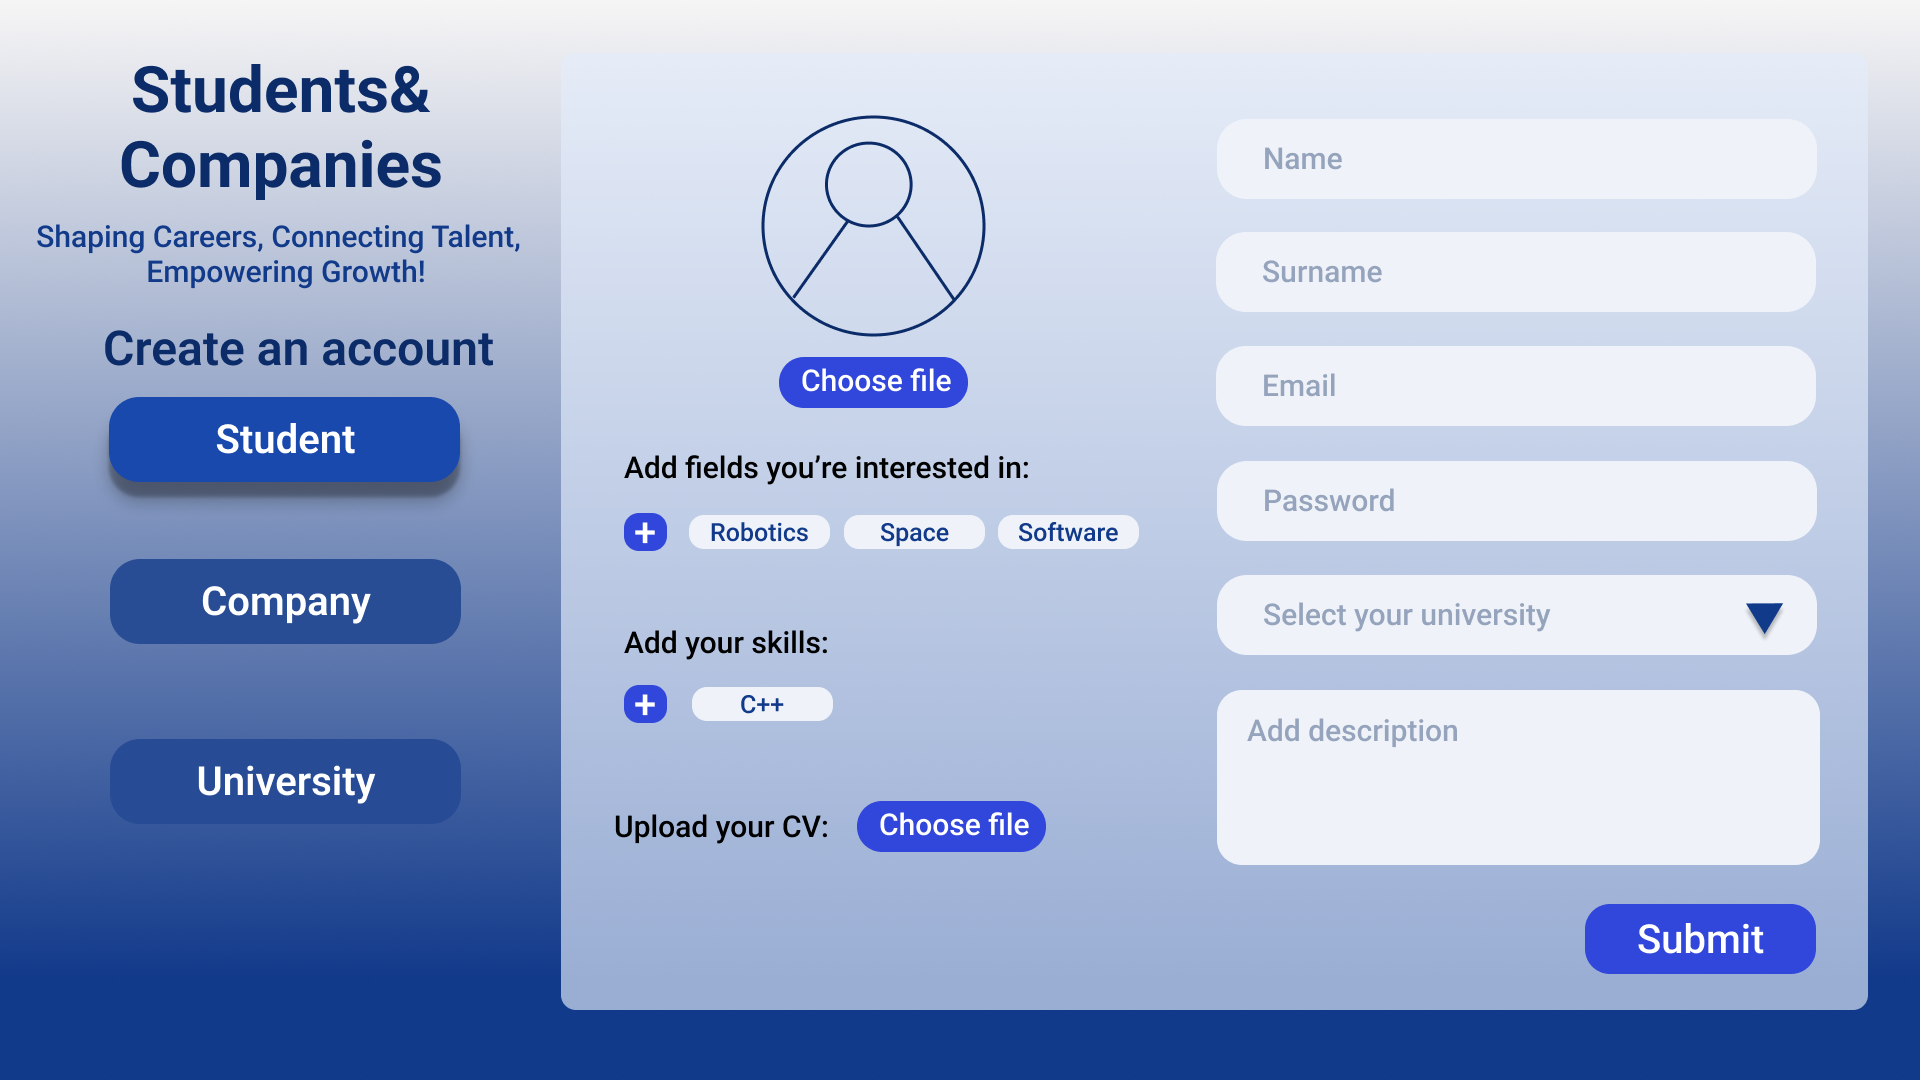 Students&
Companies
Shaping Careers, Connecting Talent,
Empowering Growth!
Create an account
Student
Company
University
Choose file
Add fields you’re interested in:
+ Robotics Space Software
Add your skills:
+ C++
Upload your CV: Choose file
Name
Surname
Email
Password
Select your university
Add description
Submit